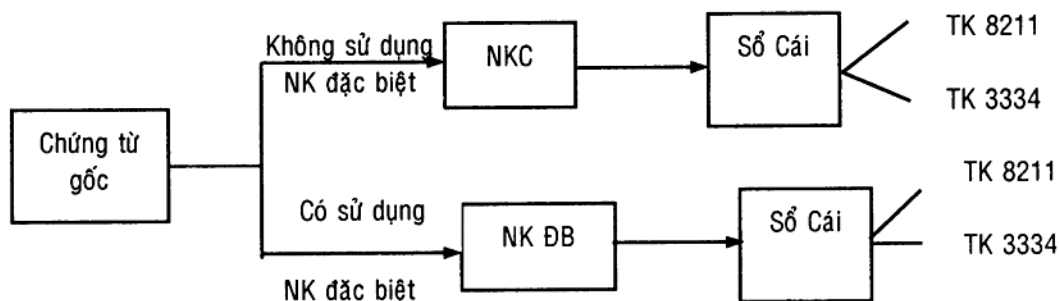 Không sử dụng
NK đặc biệt
NKC
Sổ Cái
TK 8211
TK 3334
Chứng từ
gốc
Có sử dụng
NK đặc biệt
NK ĐB
Sổ Cái
TK 8211
TK 3334